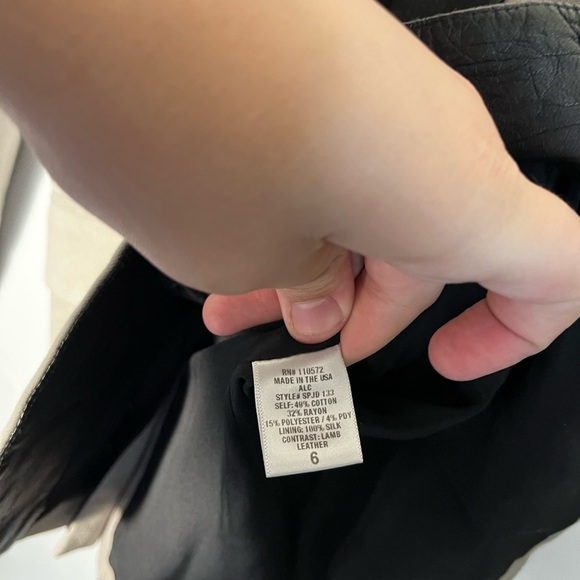 RN# 110572
MADE IN THE USA
ALC
STYLE# SPJD 133
SELF: 49% COTTON
32% RAYON
15% POLYESTER / 4% PDY
LINING: 100% SILK
CONTRAST: LAMB
LEATHER
6